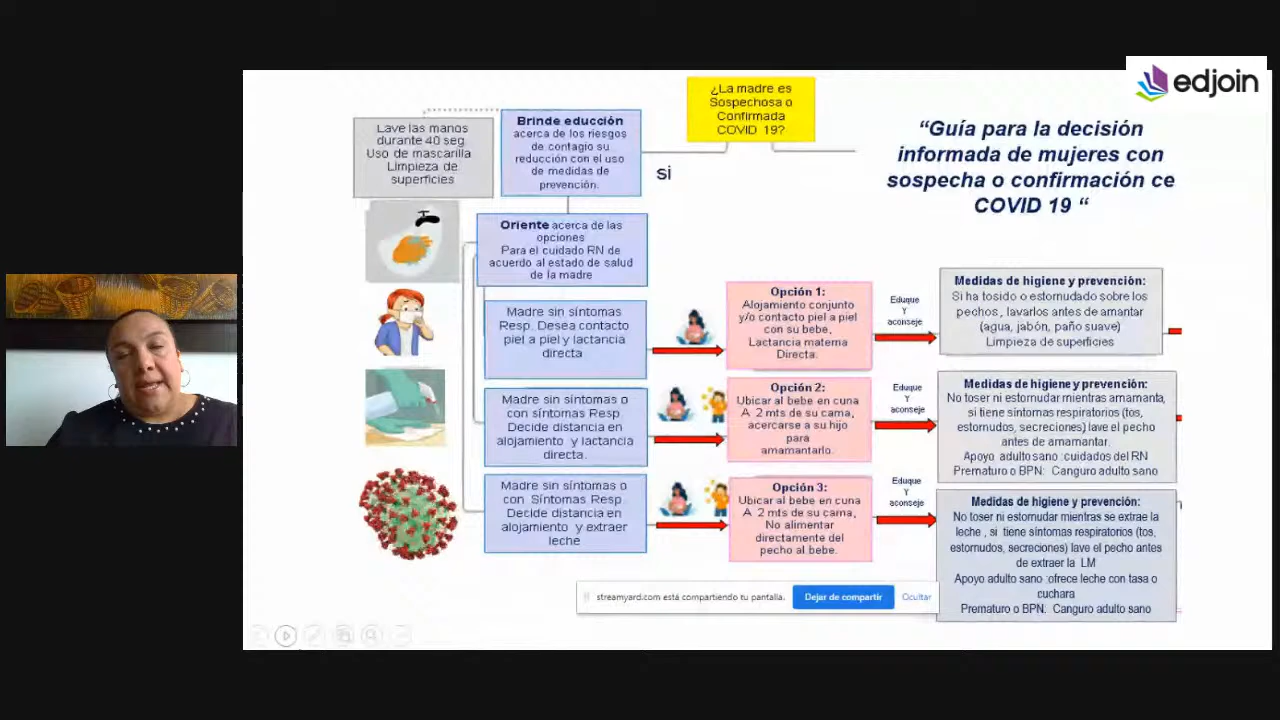 edjoin
¿La madre es
Sospechosa o
Confirmada
COVID 19?
si
“Guía para la decisión
informada de mujeres con
sospecha o confirmación ce
COVID 19 “
Lave las manos
durante 40 seg.
Uso de mascarilla
Limpieza de
superficies
Brinde educción
acerca de los riesgos
de contagio su
reducción con el uso
de medidas de
prevención.
Oriente acerca de las
opciones
Para el cuidado RN de
acuerdo al estado de salud
de la madre
Madre sin síntomas
Resp. Desea contacto
piel a piel y lactancia
directa
Opción 1:
Alojamiento conjunto
y/o contacto piel a piel
con su bebe,
Lactancia materna
Directa.
Eduque
Y
aconseje
Medidas de higiene y prevención:
Si ha tosido o estornudado sobre los
pechos , lavarlos antes de amantar
(agua, jabón, paño suave)
Limpieza de superficies
Madre sin síntomas o
con síntomas Resp.
Decide distancia en
alojamiento y lactancia
directa.
Opción 2:
Ubicar al bebe en cuna
A 2 mts de su cama,
acercarse a su hijo
para
amamantarlo.
Eduque
Y
aconseje
Medidas de higiene y prevención:
No toser ni estornudar mientras amamanta,
si tiene síntomas respiratorios (tos,
estornudos, secreciones) lave el pecho
antes de amamantar.
Apoyo adulto sano :cuidados del RN
Prematuro o BPN: Canguro adulto sano
Madre sin síntomas o
con Síntomas Resp.
Decide distancia en
alojamiento y extraer
leche
Opción 3:
Ubicar al bebe en cuna
A 2 mts de su cama,
No alimentar
directamente del
pecho al bebe.
Eduque
Y
aconseje
Medidas de higiene y prevención:
No toser ni estornudar mientras se extrae la
leche , si tiene síntomas respiratorios (tos,
estornudos, secreciones) lave el pecho antes
de extraer la LM
Apoyo adulto sano :ofrece leche con tasa o
cuchara
Prematuro o BPN: Canguro adulto sano
streamyard.com está compartiendo tu pantalla.
Dejar de compartir
Ocultar